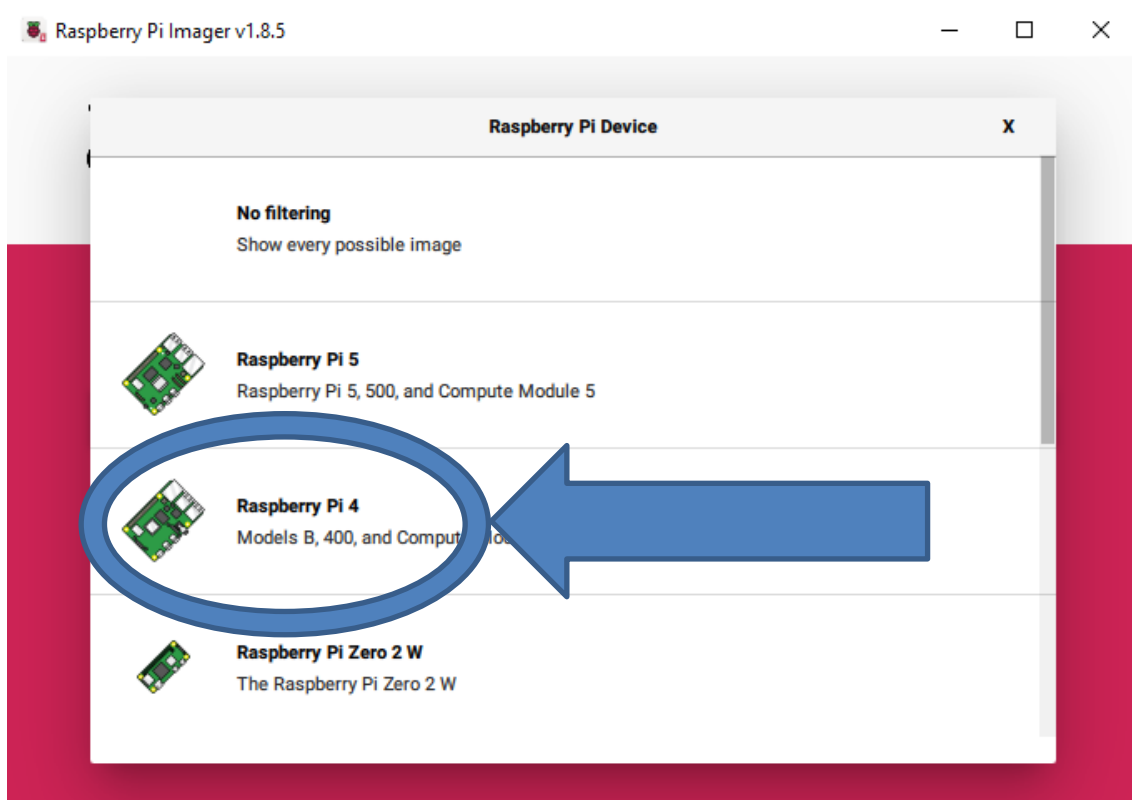 Raspberry Pi Imager v1.8.5
Raspberry Pi Device X
No filtering
Show every possible image
Raspberry Pi 5
Raspberry Pi 5, 500, and Compute Module 5
Raspberry Pi 4
Models B, 400, and
Raspberry Pi Zero 2 W
The Raspberry Pi Zero 2 W